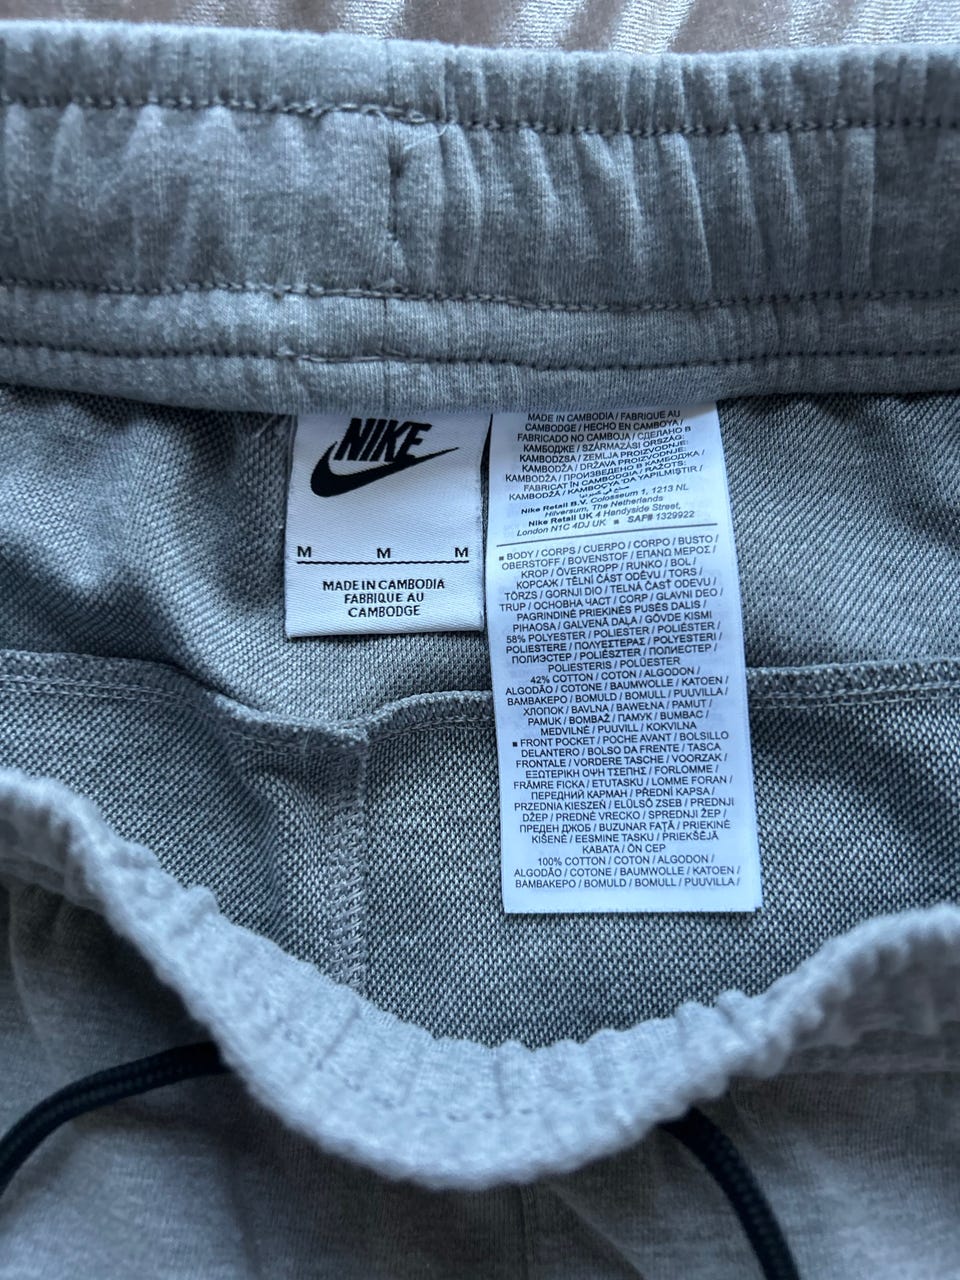 NIKE
M M M
MADE IN CAMBODIA
FABRIQUE AU
CAMBODGE
MADE IN CAMBODIA / FABRIQUE AU
CAMBODGE / HECHO EN CAMBOYA /
FABRICADO NO CAMBOJA / СДЕЛАНО В
КАМБОДЖЕ / SZÁRMAZÁSI ORSZÁG:
KAMBODZSA / ZEMLJA PROIZVODNJE:
KAMBODŽA / DRŽAVA PROIZVODNJE:
KAMBODŽA / ПРОИЗВЕДЕНО В КАМБОДЖА /
FABRICAT ÎN CAMBODGIA / RAŽOTS:
KAMBODŽĀ / KAMBOÇYA 'DA YAPILMIŞTIR /
صنع في كمبوديا
Nike Retail B.V. Colosseum 1, 1213 NL
Hilversum, The Netherlands
Nike Retail UK 4 Handyside Street,
London N1C 4DJ UK ■ SAP# 1329922
■ BODY / CORPS / CUERPO / CORPO / BUSTO /
OBERSTOFF / BOVENSTOF / ΕΠΑΝΩ ΜΕΡΟΣ /
KROP / ÖVERKROPP / RUNKO / BOL /
КОРСАЖ / TĚLNÍ ČÁST ODĚVU / TORS /
TÖRZS / GORNJI DIO / TELNÁ ČASŤ ODEVU /
TRUP / ОСНОВНА ЧАСТ / CORP / GLAVNI DEO /
PAGRINDINĖ PRIEKINĖS PUSĖS DALIS /
PIHAOSA / GALVENĀ DAĻA / GÖVDE KISMI
58% POLYESTER / POLIESTER / POLIÉSTER /
POLIESTERE / ΠΟΛΥΕΣΤΕΡΑΣ / POLYESTERI /
ПОЛИЭСТЕР / POLIÉSZTER / ПОЛИЕСТЕР /
POLIESTERIS / POLÜESTER
42% COTTON / COTON / ALGODÓN /
ALGODÃO / COTONE / BAUMWOLLE / KATOEN /
ΒΑΜΒΑΚΕΡΟ / BOMULD / BOMULL / PUUVILLA /
ХЛОПОК / BAVLNA / BAWEŁNA / PAMUT /
PAMUK / BOMBAŽ / ПАМУК / BUMBAC /
MEDVILNĖ / PUUVILL / KOKVILNA
■ FRONT POCKET / POCHE AVANT / BOLSILLO
DELANTERO / BOLSO DA FRENTE / TASCA
FRONTALE / VORDERE TASCHE / VOORZAK /
ΕΞΩΤΕΡΙΚΗ ΟΨΗ ΤΣΕΠΗΣ / FORLOMME /
FRÄMRE FICKA / ETUTASKU / LOMME FORAN /
ПЕРЕДНИЙ КАРМАН / PŘEDNÍ KAPSA /
PRZEDNIA KIESZEŃ / ELÜLSŐ ZSEB / PREDNJI
DŽEP / PREDNÉ VRECKO / SPREDNJI ŽEP /
ПРЕДЕН ДЖОБ / BUZUNAR FAȚĂ / PRIEKINĖ
KIŠENĖ / EESMINE TASKU / PRIEKŠĒJĀ
KABATA / ÖN CEP
100% COTTON / COTON / ALGODÓN /
ALGODÃO / COTONE / BAUMWOLLE / KATOEN /
ΒΑΜΒΑΚΕΡΟ / BOMULD / BOMULL / PUUVILLA /